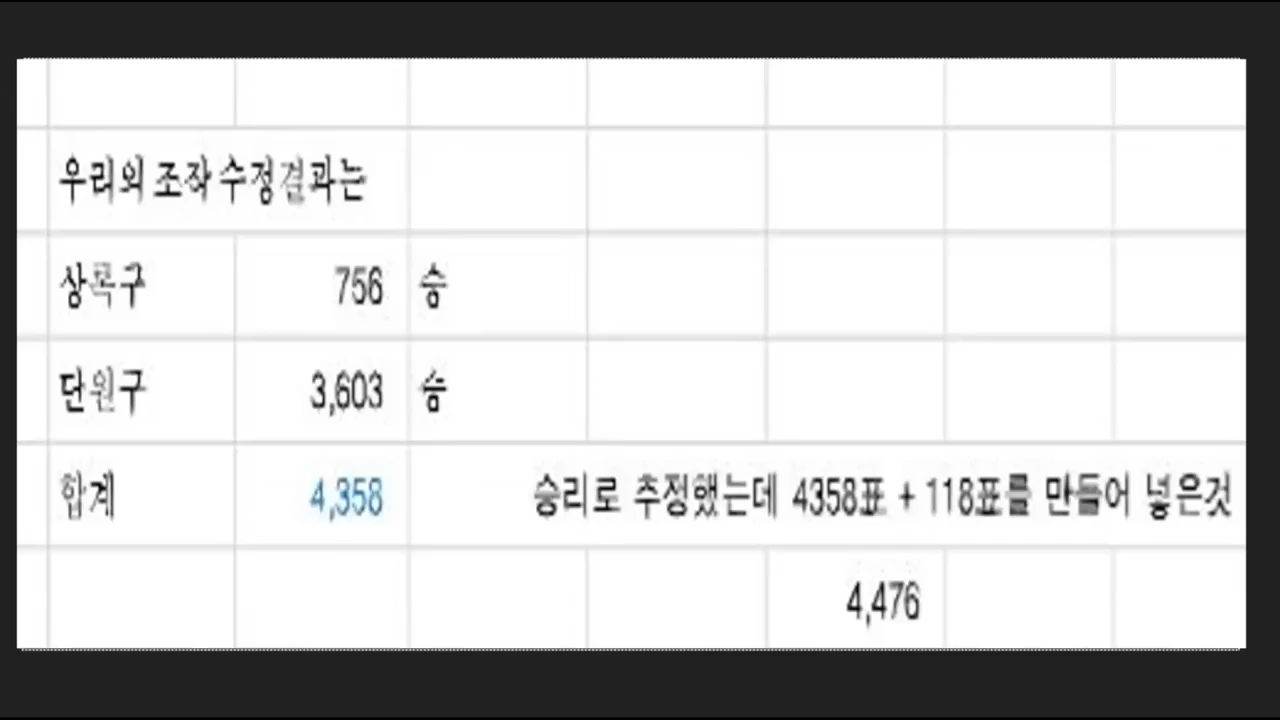 우리의 조작 수정결과는
상록구 756 승
단원구 3,603 승
합계 4,358 승리로 추정했는데 4358표 + 118표를 만들어 넣은것
4,476